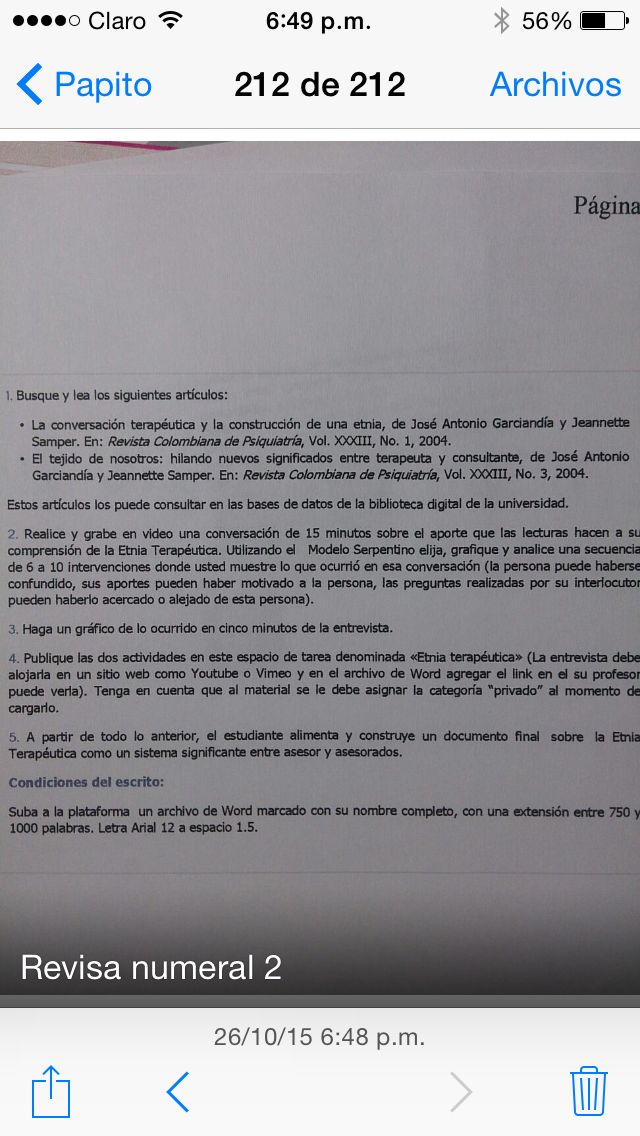 Claro 6:49 p.m. 56%
Papito 212 de 212 Archivos
Página
1. Busque y lea los siguientes artículos:
• La conversación terapéutica y la construcción de una etnia, de José Antonio Garciandía y Jeannette
Samper. En: Revista Colombiana de Psiquiatría, Vol. XXXIII, No. 1, 2004.
• El tejido de nosotros: hilando nuevos significados entre terapeuta y consultante, de José Antonio
Garciandía y Jeannette Samper. En: Revista Colombiana de Psiquiatría, Vol. XXXIII, No. 3, 2004.
Estos artículos los puede consultar en las bases de datos de la biblioteca digital de la universidad.
2. Realice y grabe en video una conversación de 15 minutos sobre el aporte que las lecturas hacen a su
comprensión de la Etnia Terapéutica. Utilizando el Modelo Serpentino elija, grafique y analice una secuencia
de 6 a 10 intervenciones donde usted muestre lo que ocurrió en esa conversación (la persona puede haberse
confundido, sus aportes pueden haber motivado a la persona, las preguntas realizadas por su interlocutor
pueden haberlo acercado o alejado de esta persona).
3. Haga un gráfico de lo ocurrido en cinco minutos de la entrevista.
4. Publique las dos actividades en este espacio de tarea denominada «Etnia terapéutica» (La entrevista debe
alojarla en un sitio web como Youtube o Vimeo y en el archivo de Word agregar el link en el su profesor
puede verla). Tenga en cuenta que al material se le debe asignar la categoría "privado" al momento de
cargarlo.
5. A partir de todo lo anterior, el estudiante alimenta y construye un documento final sobre la Etnia
Terapéutica como un sistema significante entre asesor y asesorados.
Condiciones del escrito:
Suba a la plataforma un archivo de Word marcado con su nombre completo, con una extensión entre 750 y
1000 palabras. Letra Arial 12 a espacio 1.5.
Revisa numeral 2
26/10/15 6:48 p.m.